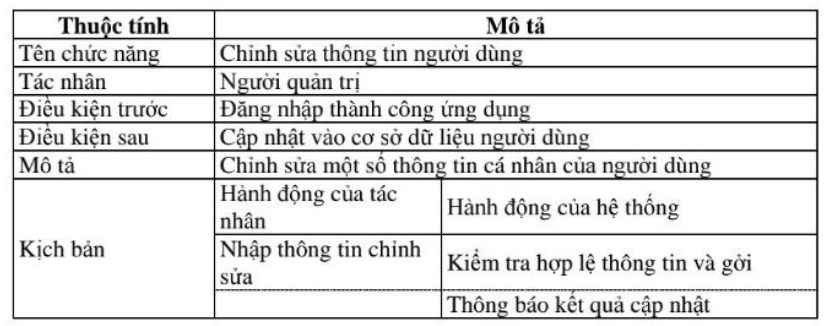 Thuộc tính Mô tả
Tên chức năng Chỉnh sửa thông tin người dùng
Tác nhân Người quản trị
Điều kiện trước Đăng nhập thành công ứng dụng
Điều kiện sau Cập nhật vào cơ sở dữ liệu người dùng
Mô tả Chỉnh sửa một số thông tin cá nhân của người dùng
Kịch bản
Hành động của tác
nhân
Hành động của hệ thống
Nhập thông tin chỉnh
sửa
Kiểm tra hợp lệ thông tin và gởi
Thông báo kết quả cập nhật